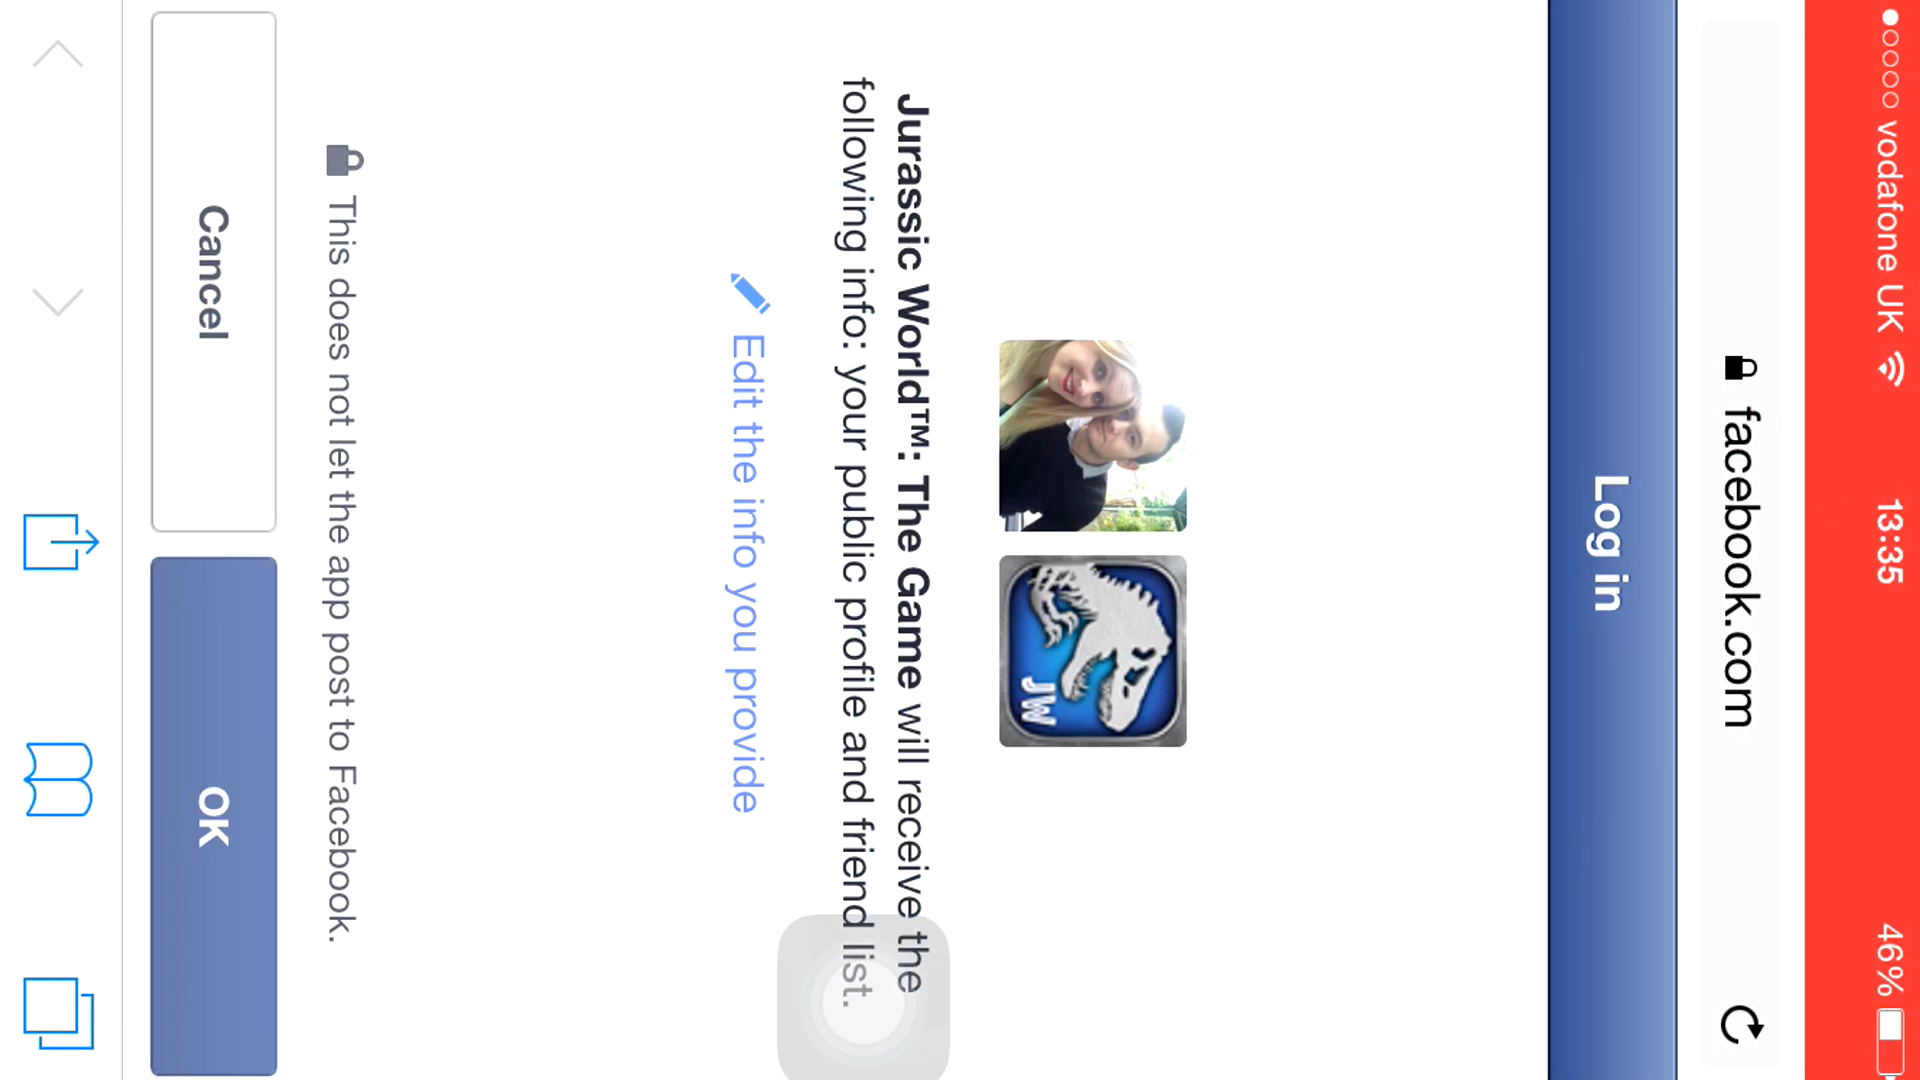 vodafone UK 13:35 46%
facebook.com
Log in
JW
Jurassic World™: The Game will receive the
following info: your public profile and friend list.
Edit the info you provide
This does not let the app post to Facebook.
Cancel OK